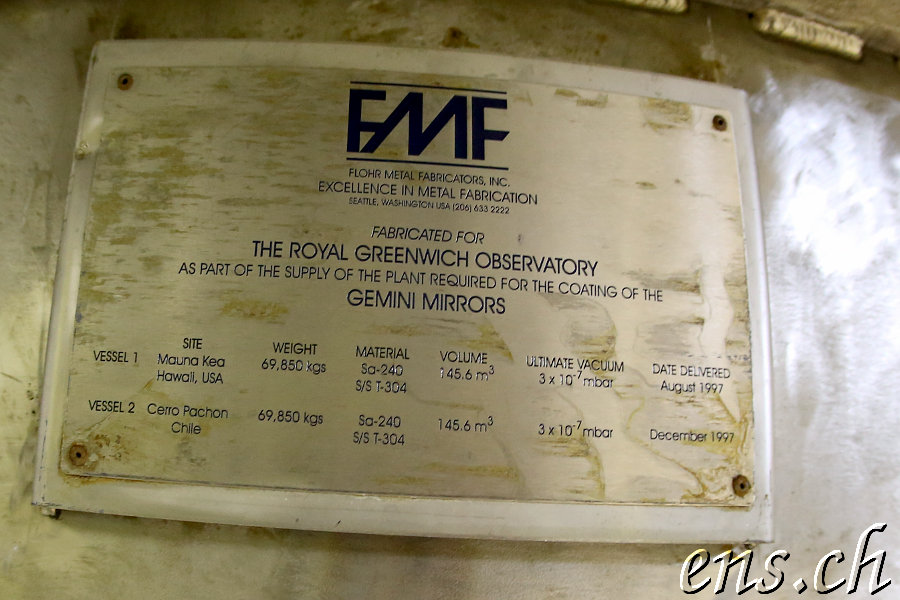 FMF
FLOHR METAL FABRICATORS, INC.
EXCELLENCE IN METAL FABRICATION
SEATTLE, WASHINGTON USA (206) 633 2222
FABRICATED FOR
THE ROYAL GREENWICH OBSERVATORY
AS PART OF THE SUPPLY OF THE PLANT REQUIRED FOR THE COATING OF THE
GEMINI MIRRORS
SITE WEIGHT MATERIAL VOLUME ULTIMATE VACUUM DATE DELIVERED
VESSEL 1 Mauna Kea 69,850 kgs Sa-240 145.6 m³ 3 x 10⁻⁷ mbar August 1997
Hawaii, USA S/S T-304
VESSEL 2 Cerro Pachon 69,850 kgs Sa-240 145.6 m³ 3 x 10⁻⁷ mbar December 1997
Chile S/S T-304
ens.ch